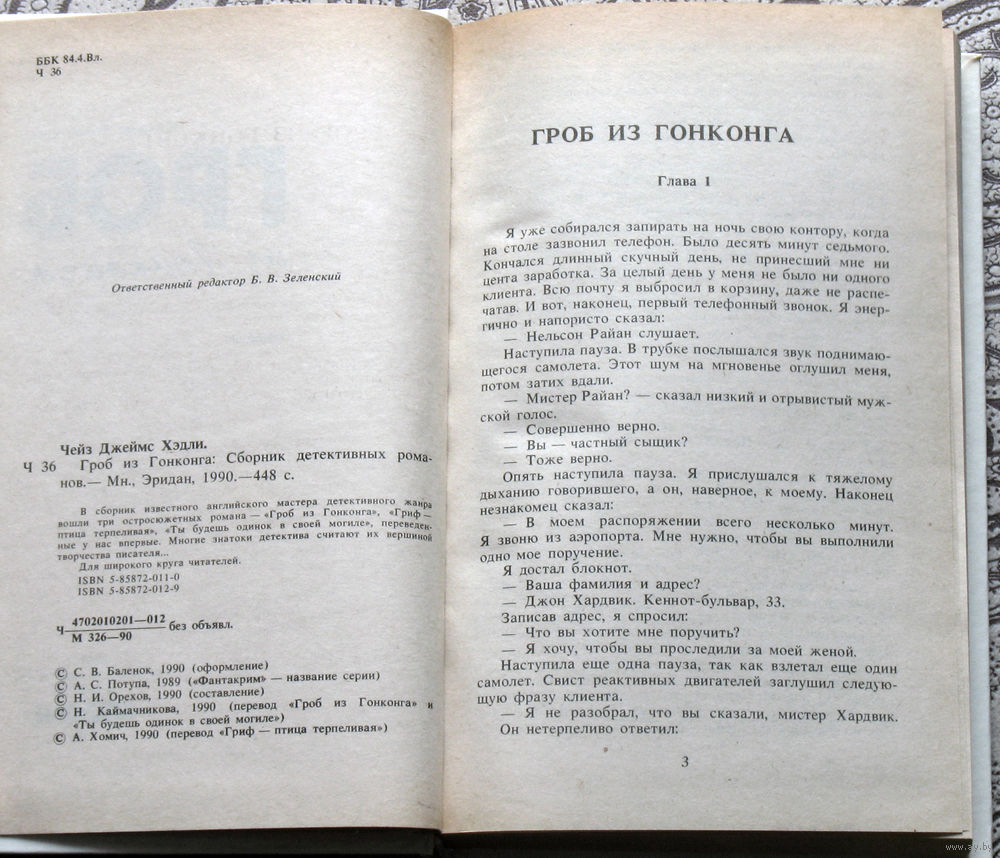 ББК 84.4.Вл.
Ч 36
Ответственный редактор Б. В. Зеленский
Чейз Джеймс Хэдли.
Ч 36 Гроб из Гонконга: Сборник детективных рома-
нов.— Мн., Эридан, 1990.—448 с.
В сборник известного английского мастера детективного жанра
вошли три остросюжетных романа — «Гроб из Гонконга», «Гриф —
птица терпеливая», «Ты будешь одинок в своей могиле», переведен-
ные у нас впервые. Многие знатоки детектива считают их вершиной
творчества писателя...
Для широкого круга читателей.
ISBN 5-85872-011-0
ISBN 5-85872-012-9
Ч 4702010201—012 без объявл.
М 326—90
© С. В. Баленок, 1990 (оформление)
© А. С. Потупа, 1989 («Фантакрим» — название серии)
© Н. И. Орехов, 1990 (составление)
© Н. Каймачникова, 1990 (перевод «Гроб из Гонконга» и
«Ты будешь одинок в своей могиле»)
© А. Хомич, 1990 (перевод «Гриф — птица терпеливая»)
ГРОБ ИЗ ГОНКОНГА
Глава 1
Я уже собирался запирать на ночь свою контору, когда
на столе зазвонил телефон. Было десять минут седьмого.
Кончался длинный скучный день, не принесший мне ни
цента заработка. За целый день у меня не было ни одного
клиента. Всю почту я выбросил в корзину, даже не распе-
чатав. И вот, наконец, первый телефонный звонок. Я энер-
гично и напористо сказал:
— Нельсон Райан слушает.
Наступила пауза. В трубке послышался звук поднимаю-
щегося самолета. Этот шум на мгновенье оглушил меня,
потом затих вдали.
— Мистер Райан? — сказал низкий и отрывистый муж-
ской голос.
— Совершенно верно.
— Вы — частный сыщик?
— Тоже верно.
Опять наступила пауза. Я прислушался к тяжелому
дыханию говорившего, а он, наверное, к моему. Наконец
незнакомец сказал:
— В моем распоряжении всего несколько минут.
Я звоню из аэропорта. Мне нужно, чтобы вы выполнили
одно мое поручение.
Я достал блокнот.
— Ваша фамилия и адрес?
— Джон Хардвик. Кеннот-бульвар, 33.
Записав адрес, я спросил:
— Что вы хотите мне поручить?
— Я хочу, чтобы вы проследили за моей женой.
Наступила еще одна пауза, так как взлетал еще один
самолет. Свист реактивных двигателей заглушил следую-
щую фразу клиента.
— Я не разобрал, что вы сказали, мистер Хардвик.
Он нетерпеливо ответил:
3
www.ay.by